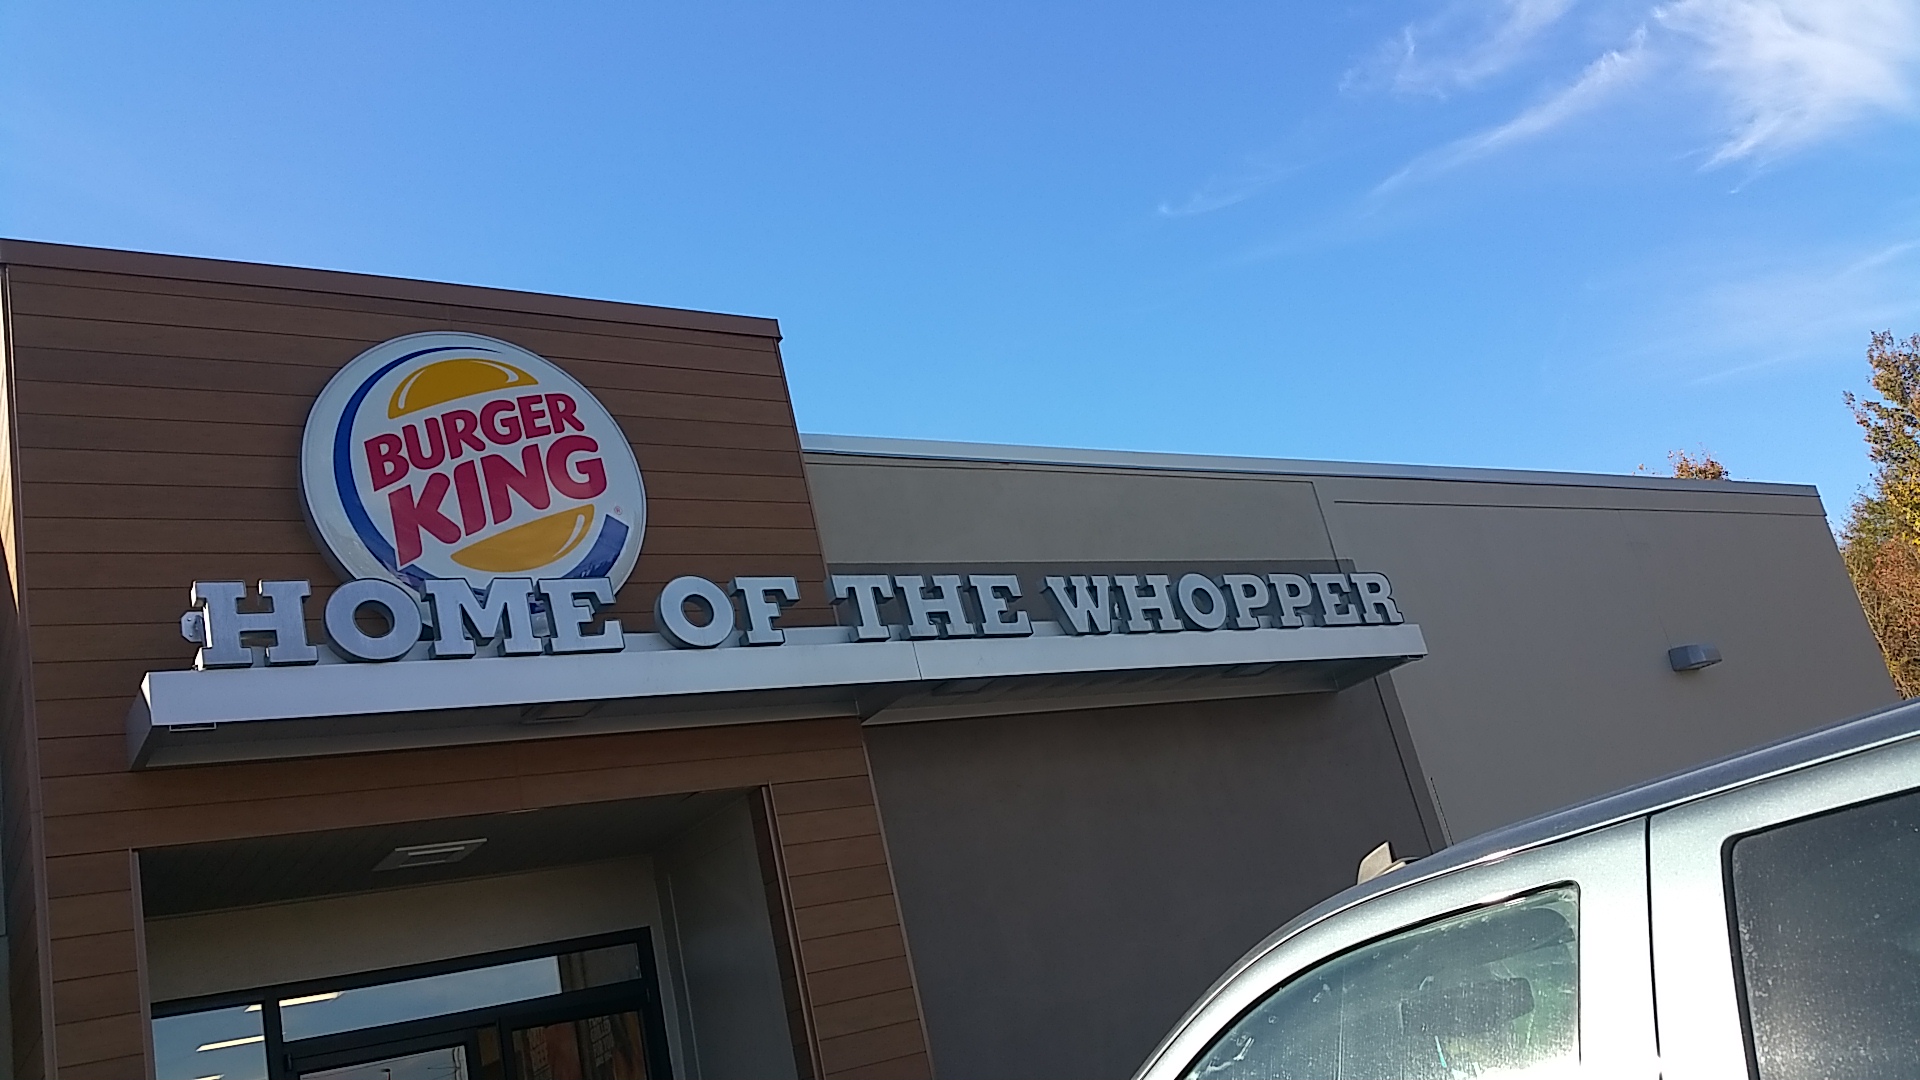 BURGER
KING
®
HOME OF THE WHOPPER